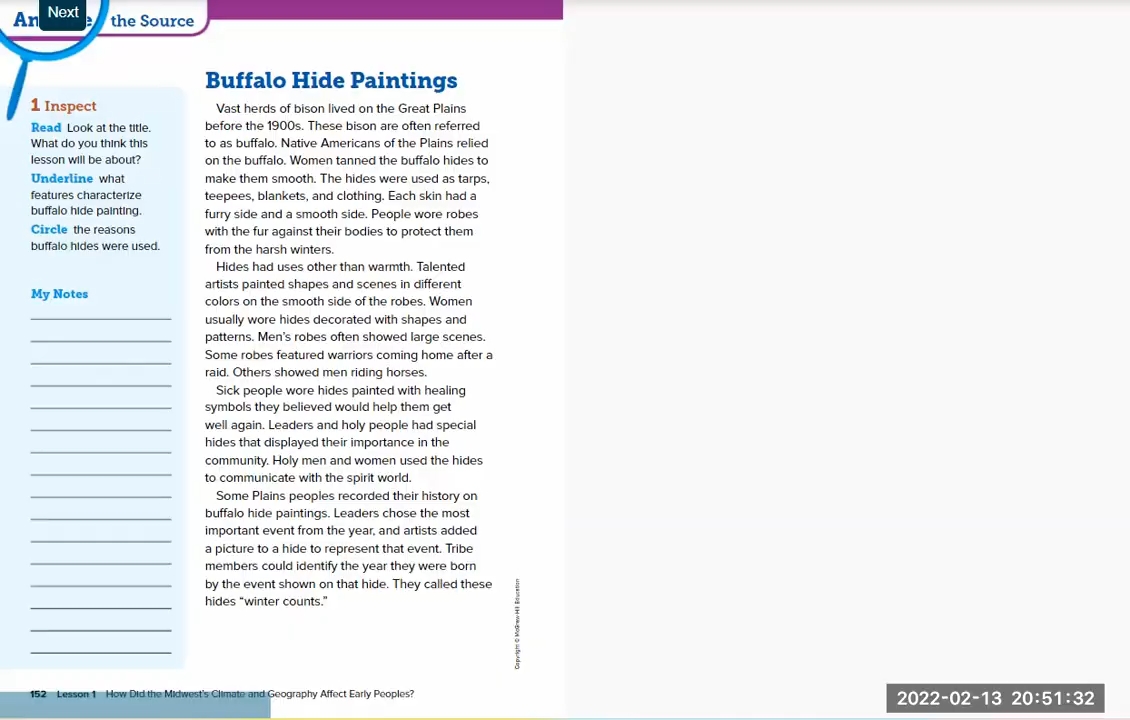 Next
An
the Source
1 Inspect
Read Look at the title.
What do you think this
lesson will be about?
Underline what
features characterize
buffalo hide painting.
Circle the reasons
buffalo hides were used.
My Notes
Buffalo Hide Paintings
Vast herds of bison lived on the Great Plains
before the 1900s. These bison are often referred
to as buffalo. Native Americans of the Plains relied
on the buffalo. Women tanned the buffalo hides to
make them smooth. The hides were used as tarps,
teepees, blankets, and clothing. Each skin had a
furry side and a smooth side. People wore robes
with the fur against their bodies to protect them
from the harsh winters.
Hides had uses other than warmth. Talented
artists painted shapes and scenes in different
colors on the smooth side of the robes. Women
usually wore hides decorated with shapes and
patterns. Men's robes often showed large scenes.
Some robes featured warriors coming home after a
raid. Others showed men riding horses.
Sick people wore hides painted with healing
symbols they believed would help them get
well again. Leaders and holy people had special
hides that displayed their importance in the
community. Holy men and women used the hides
to communicate with the spirit world.
Some Plains peoples recorded their history on
buffalo hide paintings. Leaders chose the most
important event from the year, and artists added
a picture to a hide to represent that event. Tribe
members could identify the year they were born
by the event shown on that hide. They called these
hides “winter counts.”
Copyright © McGraw-Hill Education
152 Lesson 1 How Did the Midwest's Climate and Geography Affect Early Peoples?
2022-02-13 20:51:32